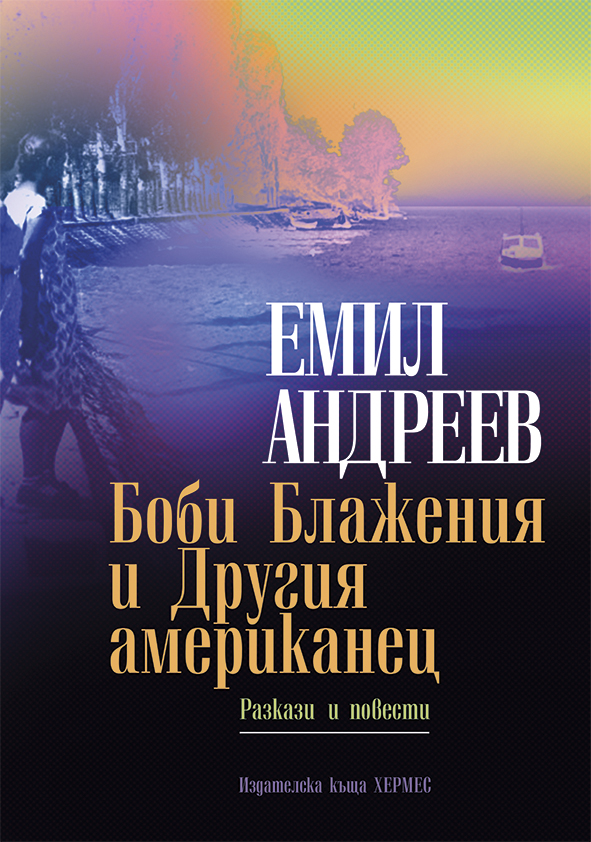 ЕМИЛ
АНДРЕЕВ
Боби Блажения
и Другия
американец
Разкази и повести
Издателска къща ХЕРМЕС